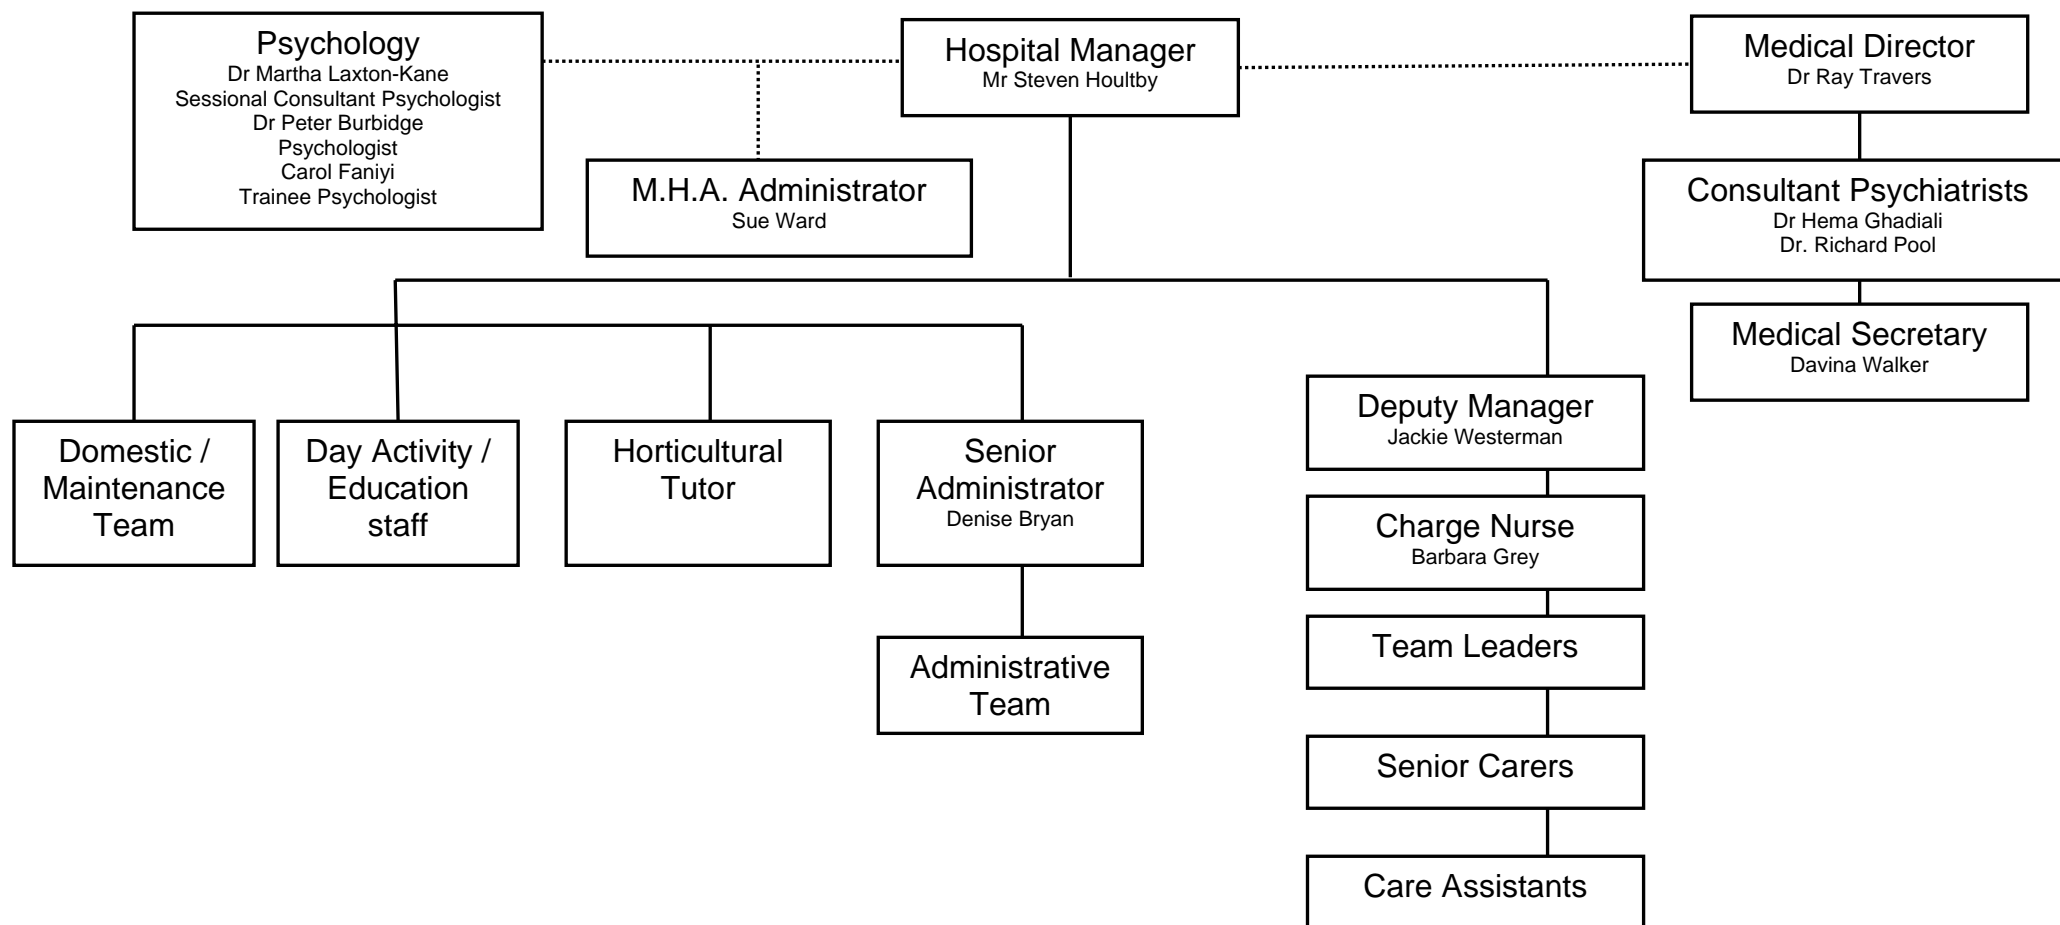 Psychology
Dr Martha Laxton-Kane
Sessional Consultant Psychologist
Dr Peter Burbidge
Psychologist
Carol Faniyi
Trainee Psychologist
Hospital Manager
Mr Steven Houltby
Medical Director
Dr Ray Travers
M.H.A. Administrator
Sue Ward
Consultant Psychiatrists
Dr Hema Ghadiali
Dr. Richard Pool
Medical Secretary
Davina Walker
Domestic /
Maintenance
Team
Day Activity /
Education
staff
Horticultural
Tutor
Senior
Administrator
Denise Bryan
Administrative
Team
Deputy Manager
Jackie Westerman
Charge Nurse
Barbara Grey
Team Leaders
Senior Carers
Care Assistants